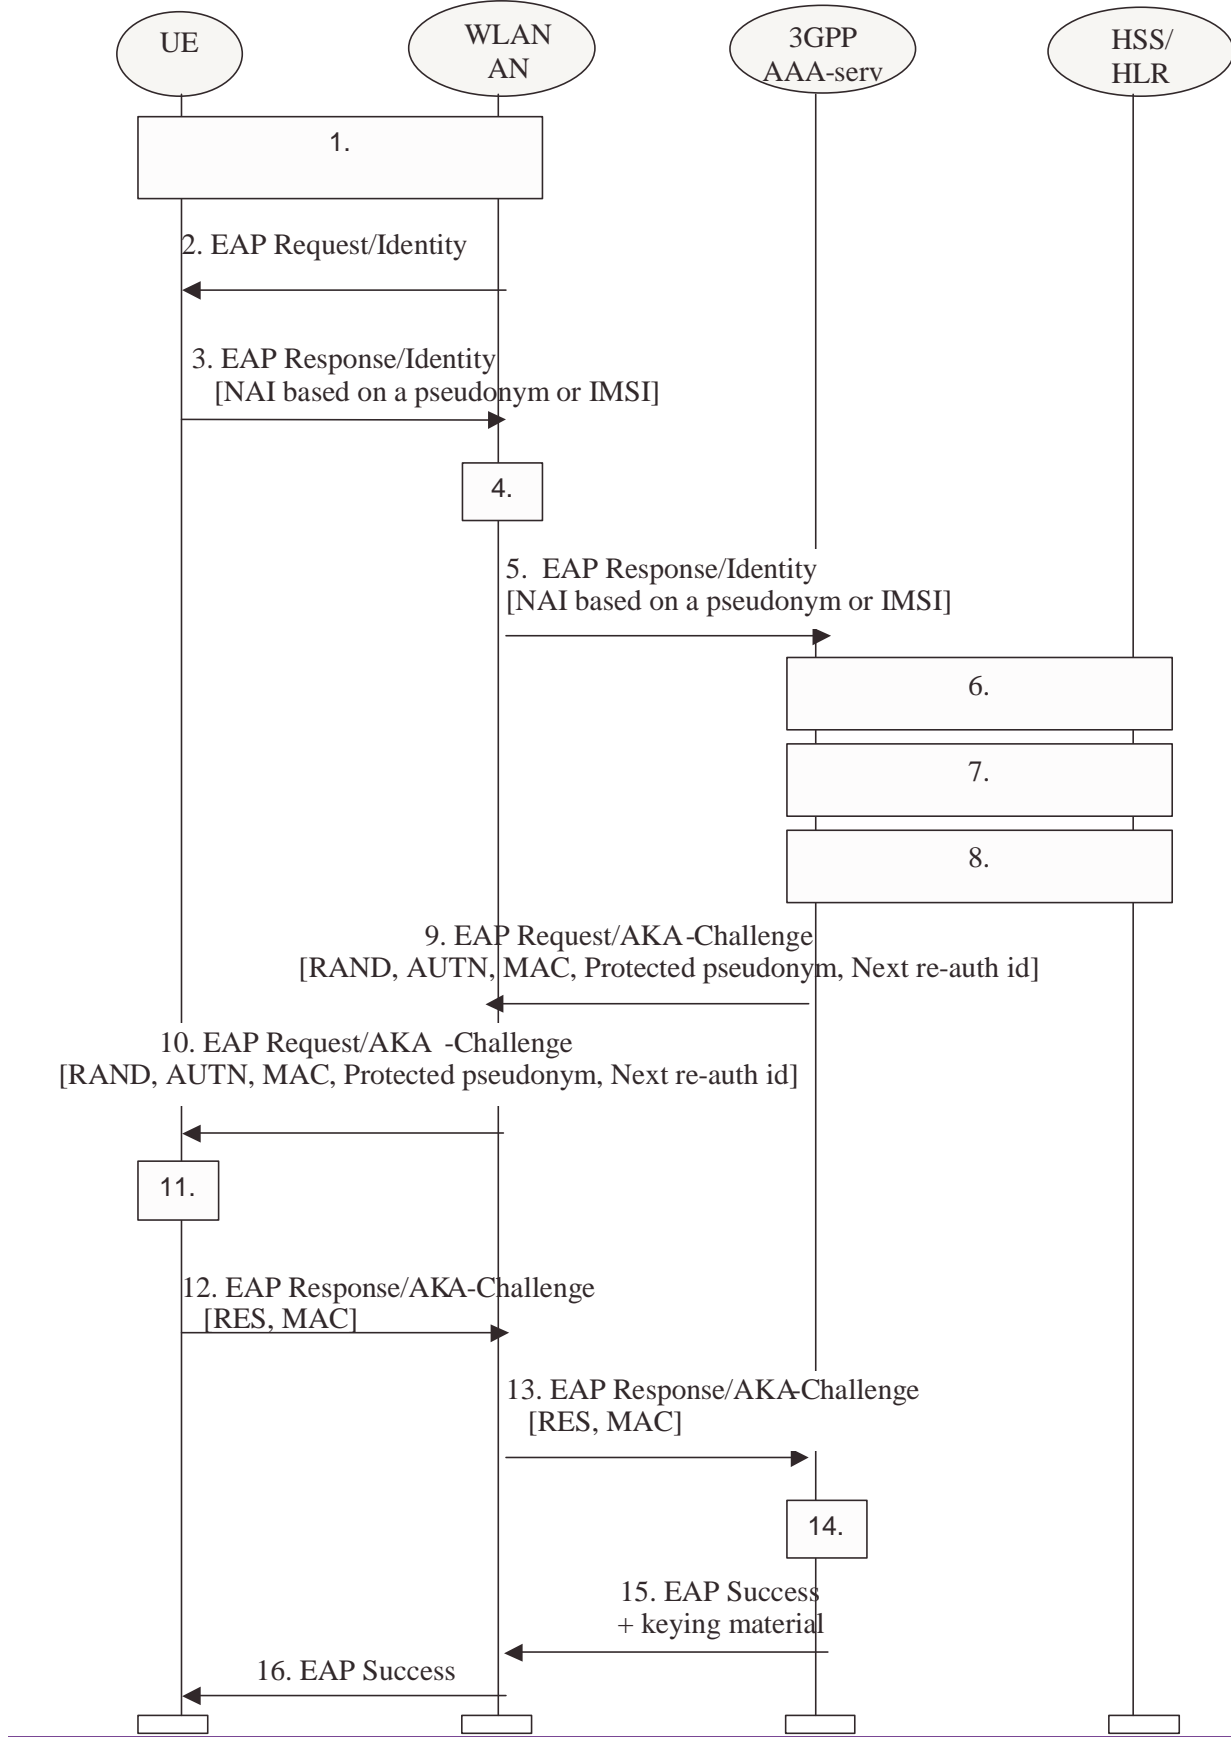 UE
WLAN
AN
3GPP
AAA-serv
HSS/
HLR
1.
2. EAP Request/Identity
3. EAP Response/Identity
[NAI based on a pseudonym or IMSI]
4.
5. EAP Response/Identity
[NAI based on a pseudonym or IMSI]
6.
7.
8.
9. EAP Request/AKA-Challenge
[RAND, AUTN, MAC, Protected pseudonym, Next re-auth id]
10. EAP Request/AKA -Challenge
[RAND, AUTN, MAC, Protected pseudonym, Next re-auth id]
11.
12. EAP Response/AKA-Challenge
[RES, MAC]
13. EAP Response/AKA-Challenge
[RES, MAC]
14.
15. EAP Success
+ keying material
16. EAP Success